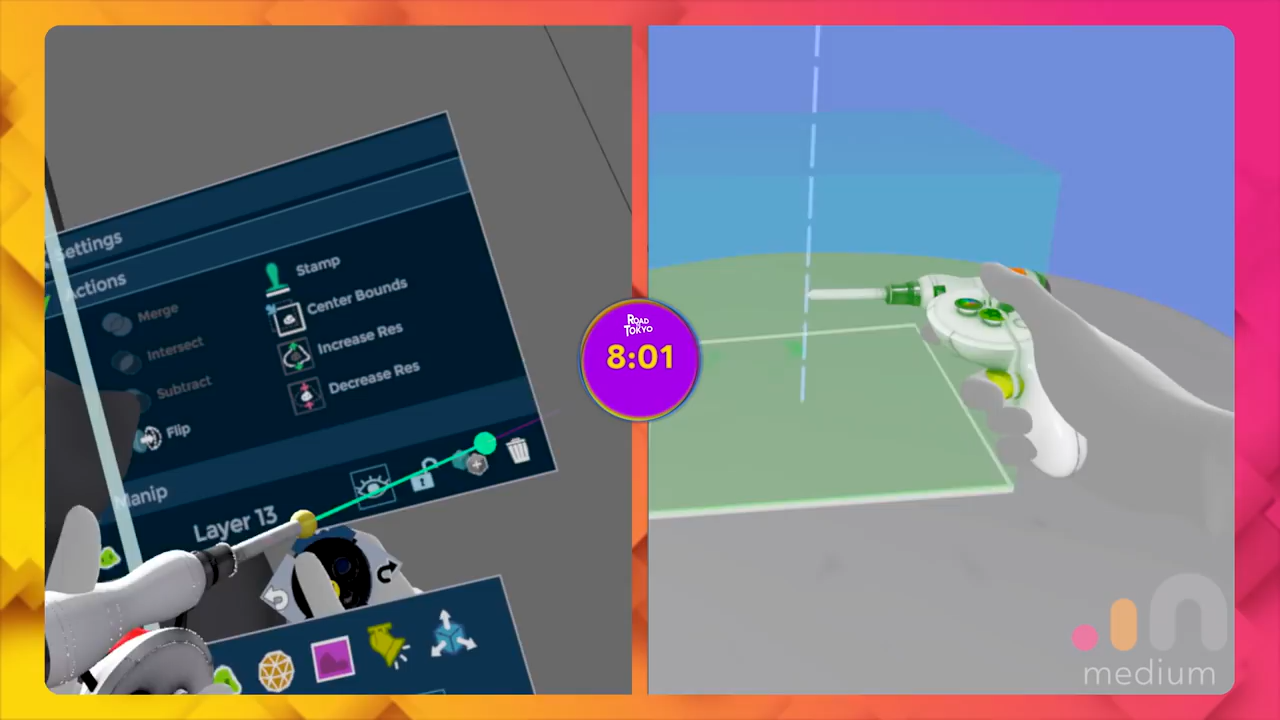 Settings
Actions
Merge
Intersect
Subtract
Flip
Stamp
Center Bounds
Increase Res
Decrease Res
Manip
Layer 13
ROAD
TO
TOKYO
8:01
medium